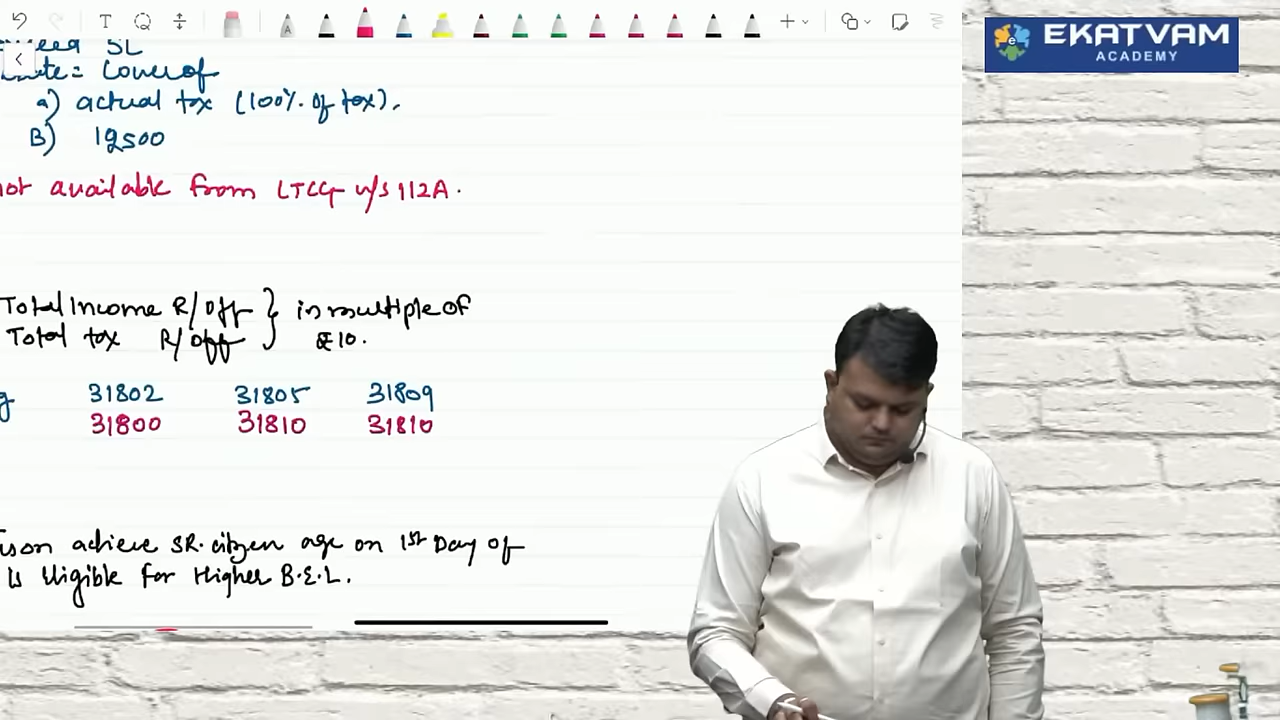 EKATVAM
ACADEMY
SL
Lower of
a) actual tax (100% of tax).
B) 12500
not available from LTCG u/s 112A.
Total Income R/off } in multiple of
Total tax R/off ₹10.
31802 31805 31809
31800 31810 31810
achieve SR. citizen age on 1st Day of
is eligible for Higher B.E.L.